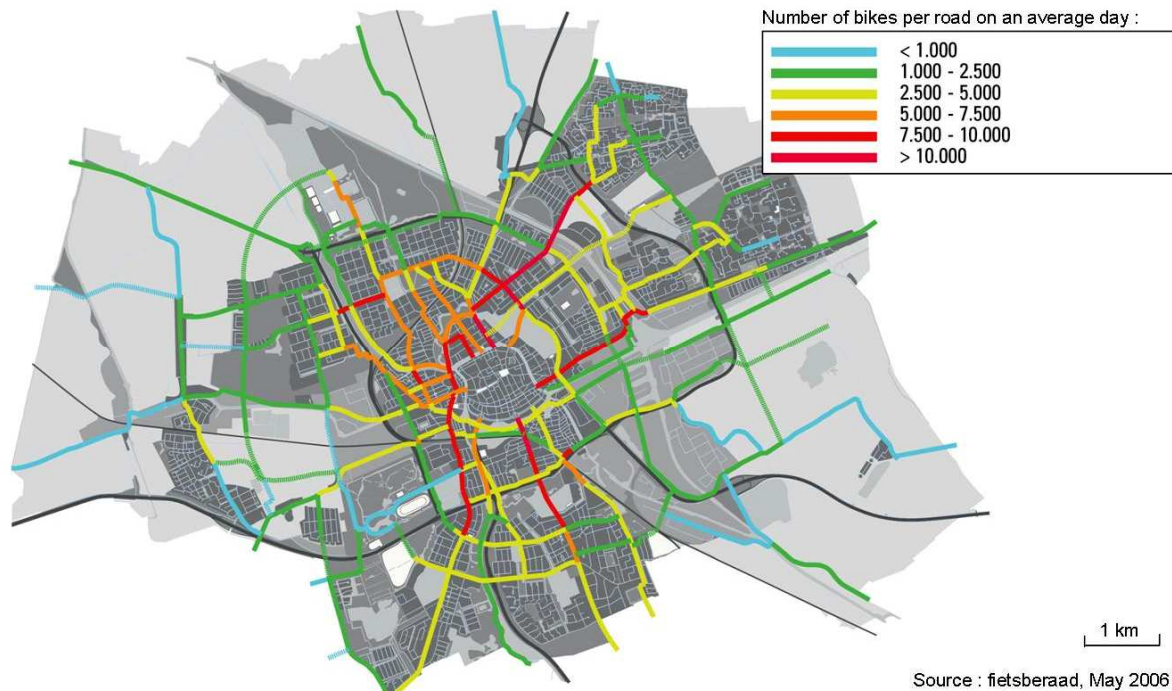 Number of bikes per road on an average day :
< 1.000
1.000 - 2.500
2.500 - 5.000
5.000 - 7.500
7.500 - 10.000
> 10.000
1 km
Source : fietsberaad, May 2006